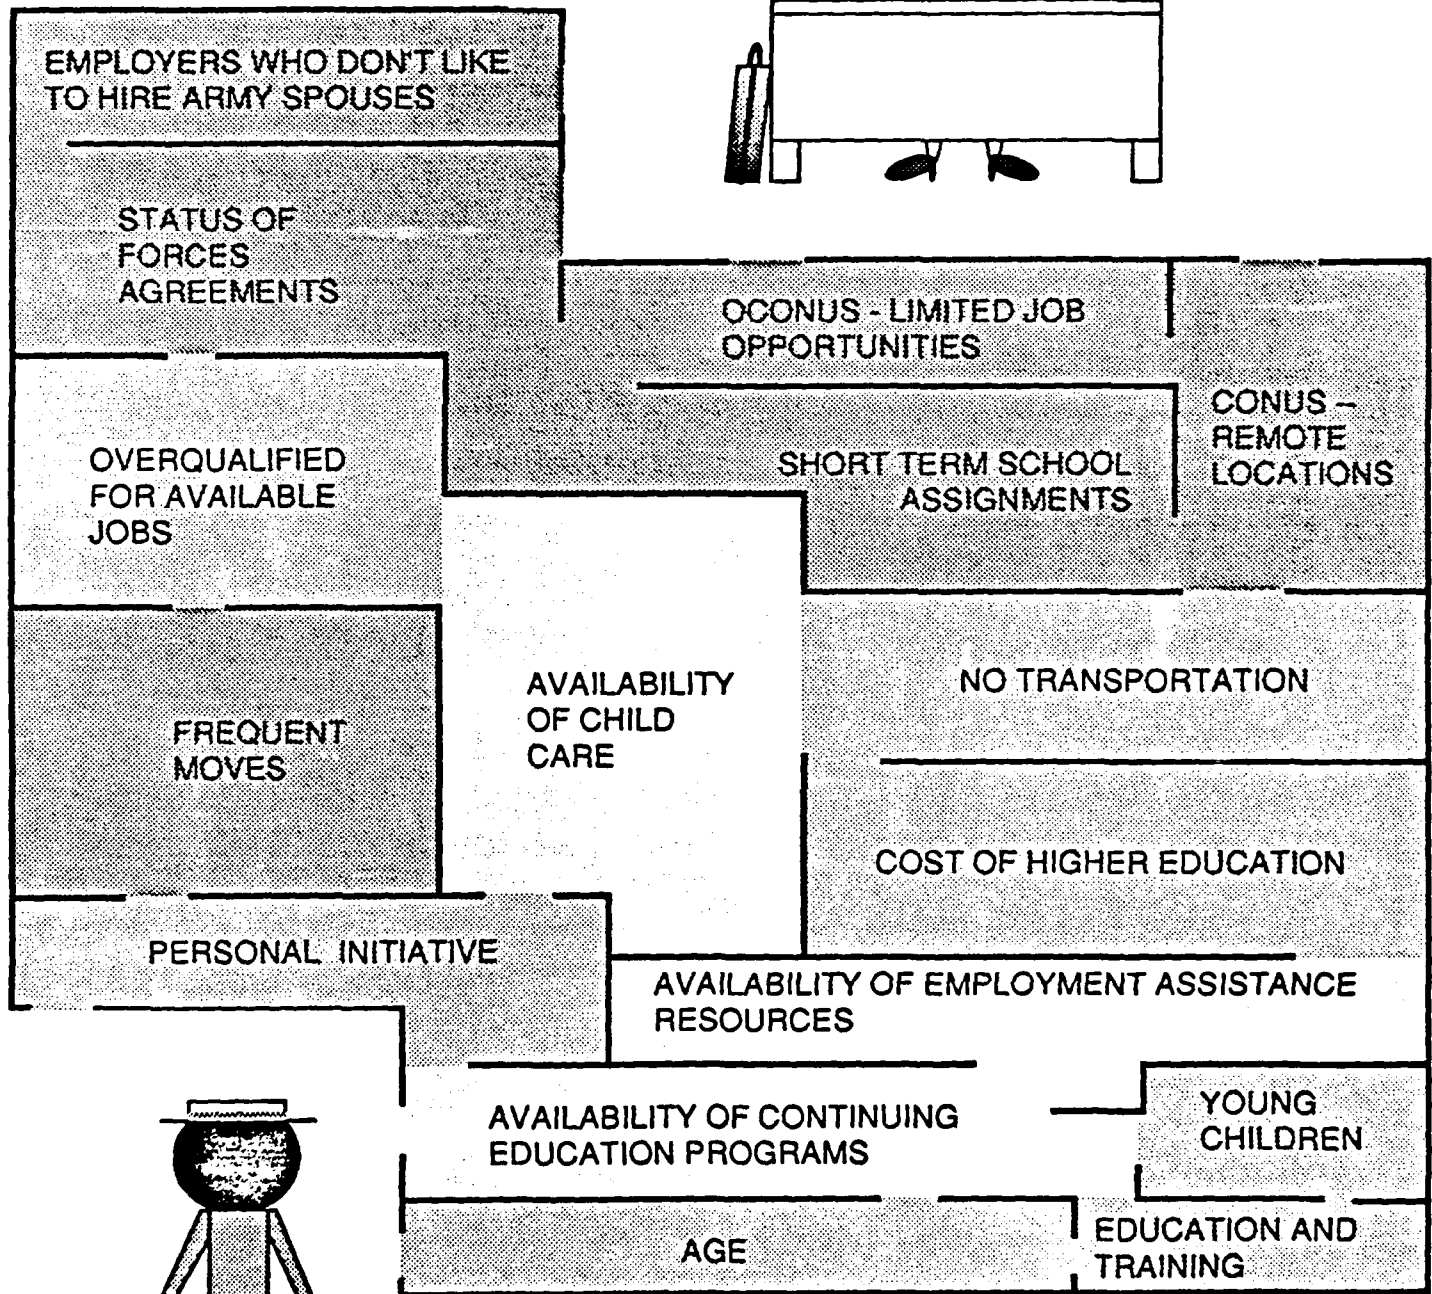 EMPLOYERS WHO DON'T LIKE
TO HIRE ARMY SPOUSES
STATUS OF
FORCES
AGREEMENTS
OCONUS - LIMITED JOB
OPPORTUNITIES
CONUS –
REMOTE
LOCATIONS
OVERQUALIFIED
FOR AVAILABLE
JOBS
SHORT TERM SCHOOL
ASSIGNMENTS
AVAILABILITY
OF CHILD
CARE
NO TRANSPORTATION
FREQUENT
MOVES
COST OF HIGHER EDUCATION
PERSONAL INITIATIVE
AVAILABILITY OF EMPLOYMENT ASSISTANCE
RESOURCES
AVAILABILITY OF CONTINUING
EDUCATION PROGRAMS
YOUNG
CHILDREN
AGE
EDUCATION AND
TRAINING